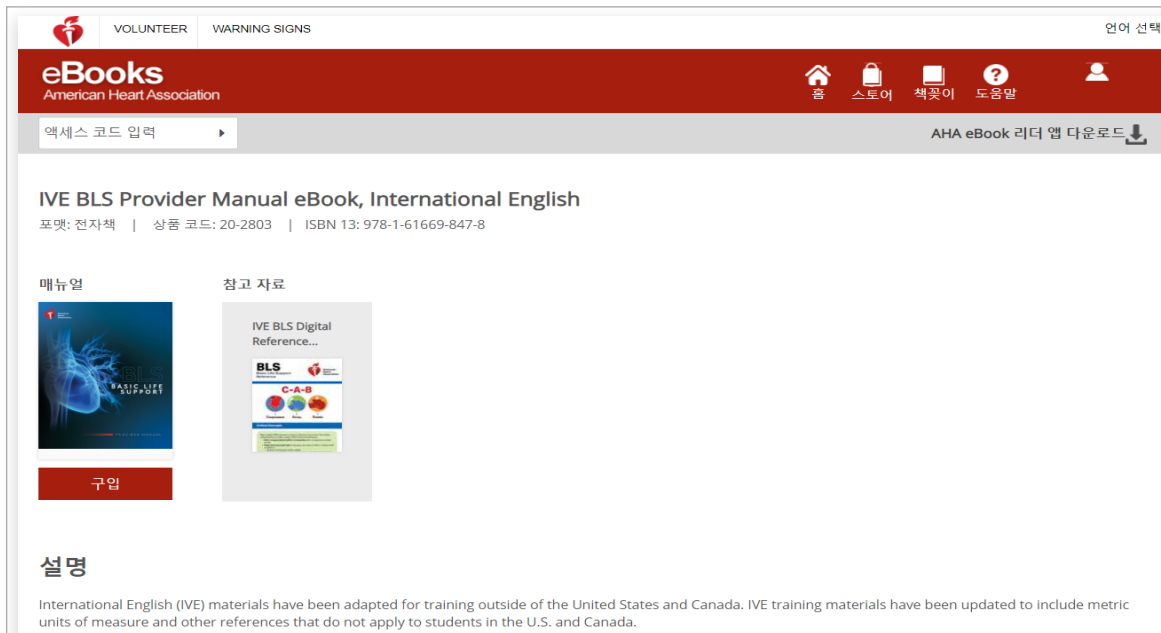 VOLUNTEER WARNING SIGNS 언어 선택
eBooks
American Heart Association
홈 스토어 책꽂이 도움말
액세스 코드 입력 AHA eBook 리더 앱 다운로드
IVE BLS Provider Manual eBook, International English
포맷: 전자책 | 상품 코드: 20-2803 | ISBN 13: 978-1-61669-847-8
매뉴얼 참고 자료
IVE BLS Digital
Reference...
BLS
C-A-B
BLS
BASIC LIFE
SUPPORT
PROVIDER MANUAL
구입
설명
International English (IVE) materials have been adapted for training outside of the United States and Canada. IVE training materials have been updated to include metric
units of measure and other references that do not apply to students in the U.S. and Canada.